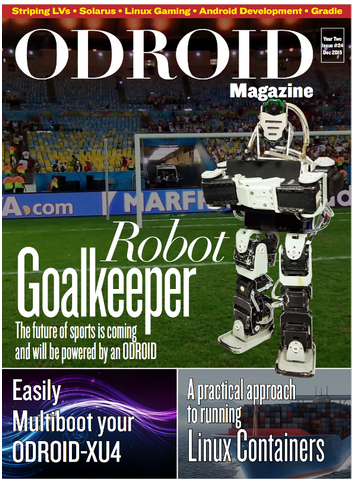 Striping LVs • Solarus • Linux Gaming • Android Development • Gradle
ODROID
Year Two
Issue #24
Dec 2015
Magazine
A.com
MARFI
Robot
Goalkeeper
The future of sports is coming
and will be powered by an ODROID
Easily
Multiboot your
ODROID-XU4
A practical approach
to running
Linux Containers